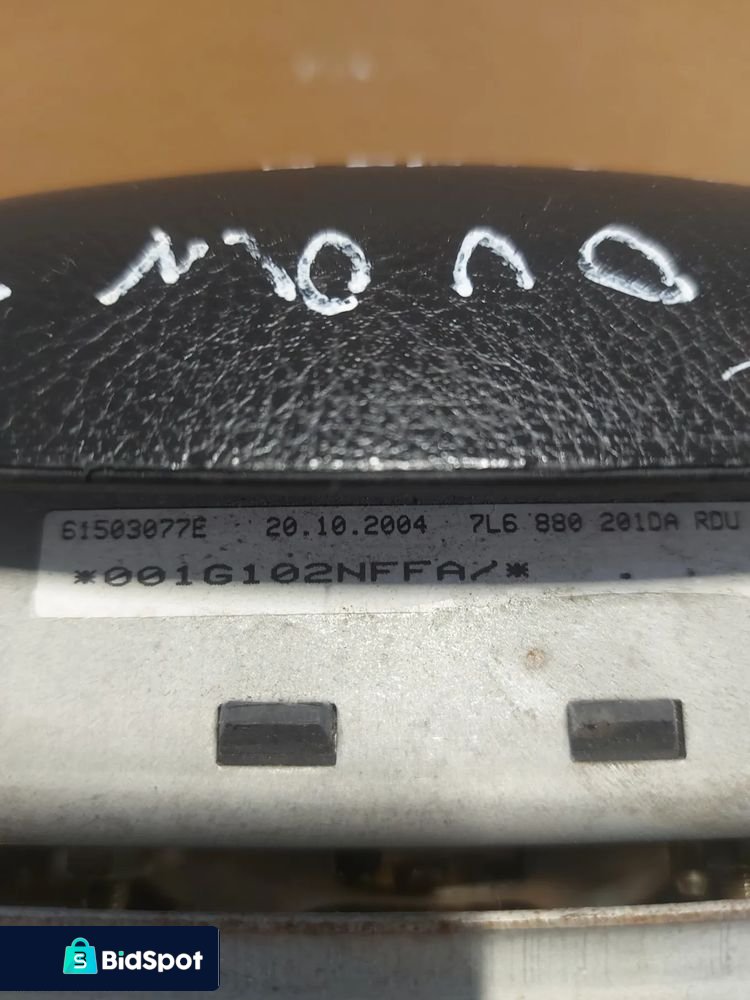 61503077E 20.10.2004 7L6 880 201DA RDU
*001G102NFFA/*
BidSpot